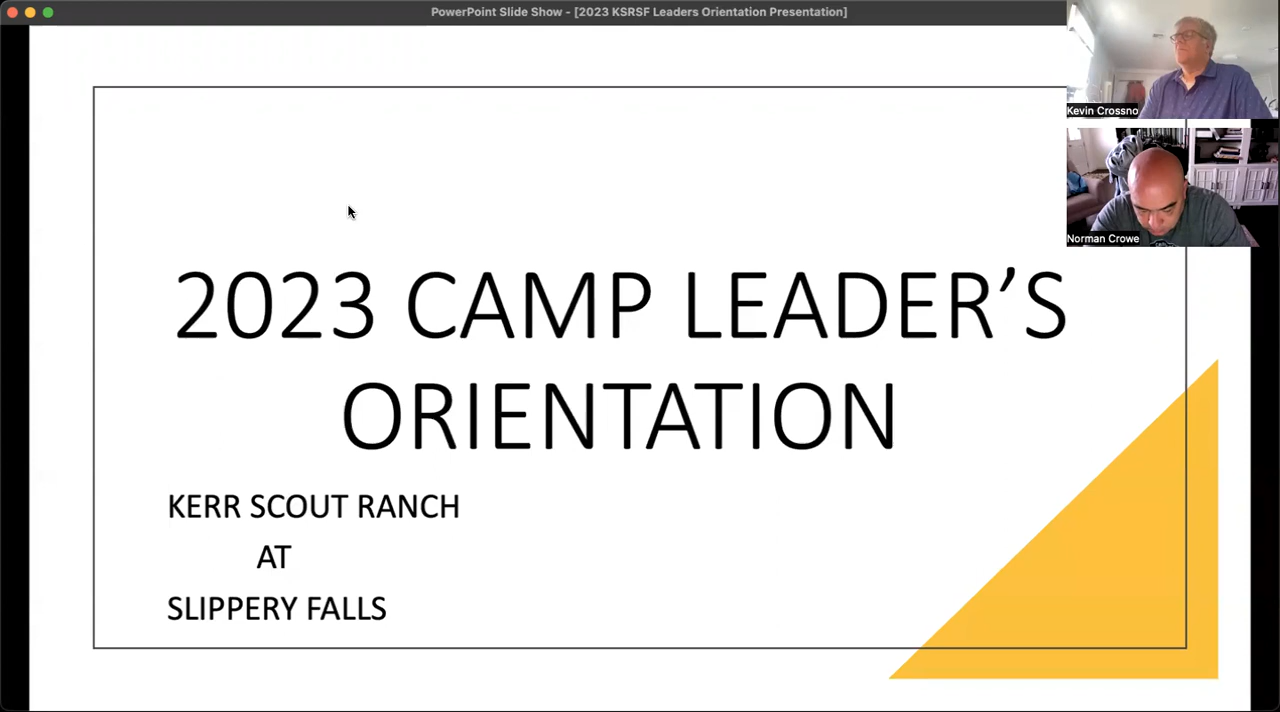 PowerPoint Slide Show - [2023 KSRSF Leaders Orientation Presentation]
Kevin Crossno
Norman Crowe
2023 CAMP LEADER’S
ORIENTATION
KERR SCOUT RANCH
AT
SLIPPERY FALLS